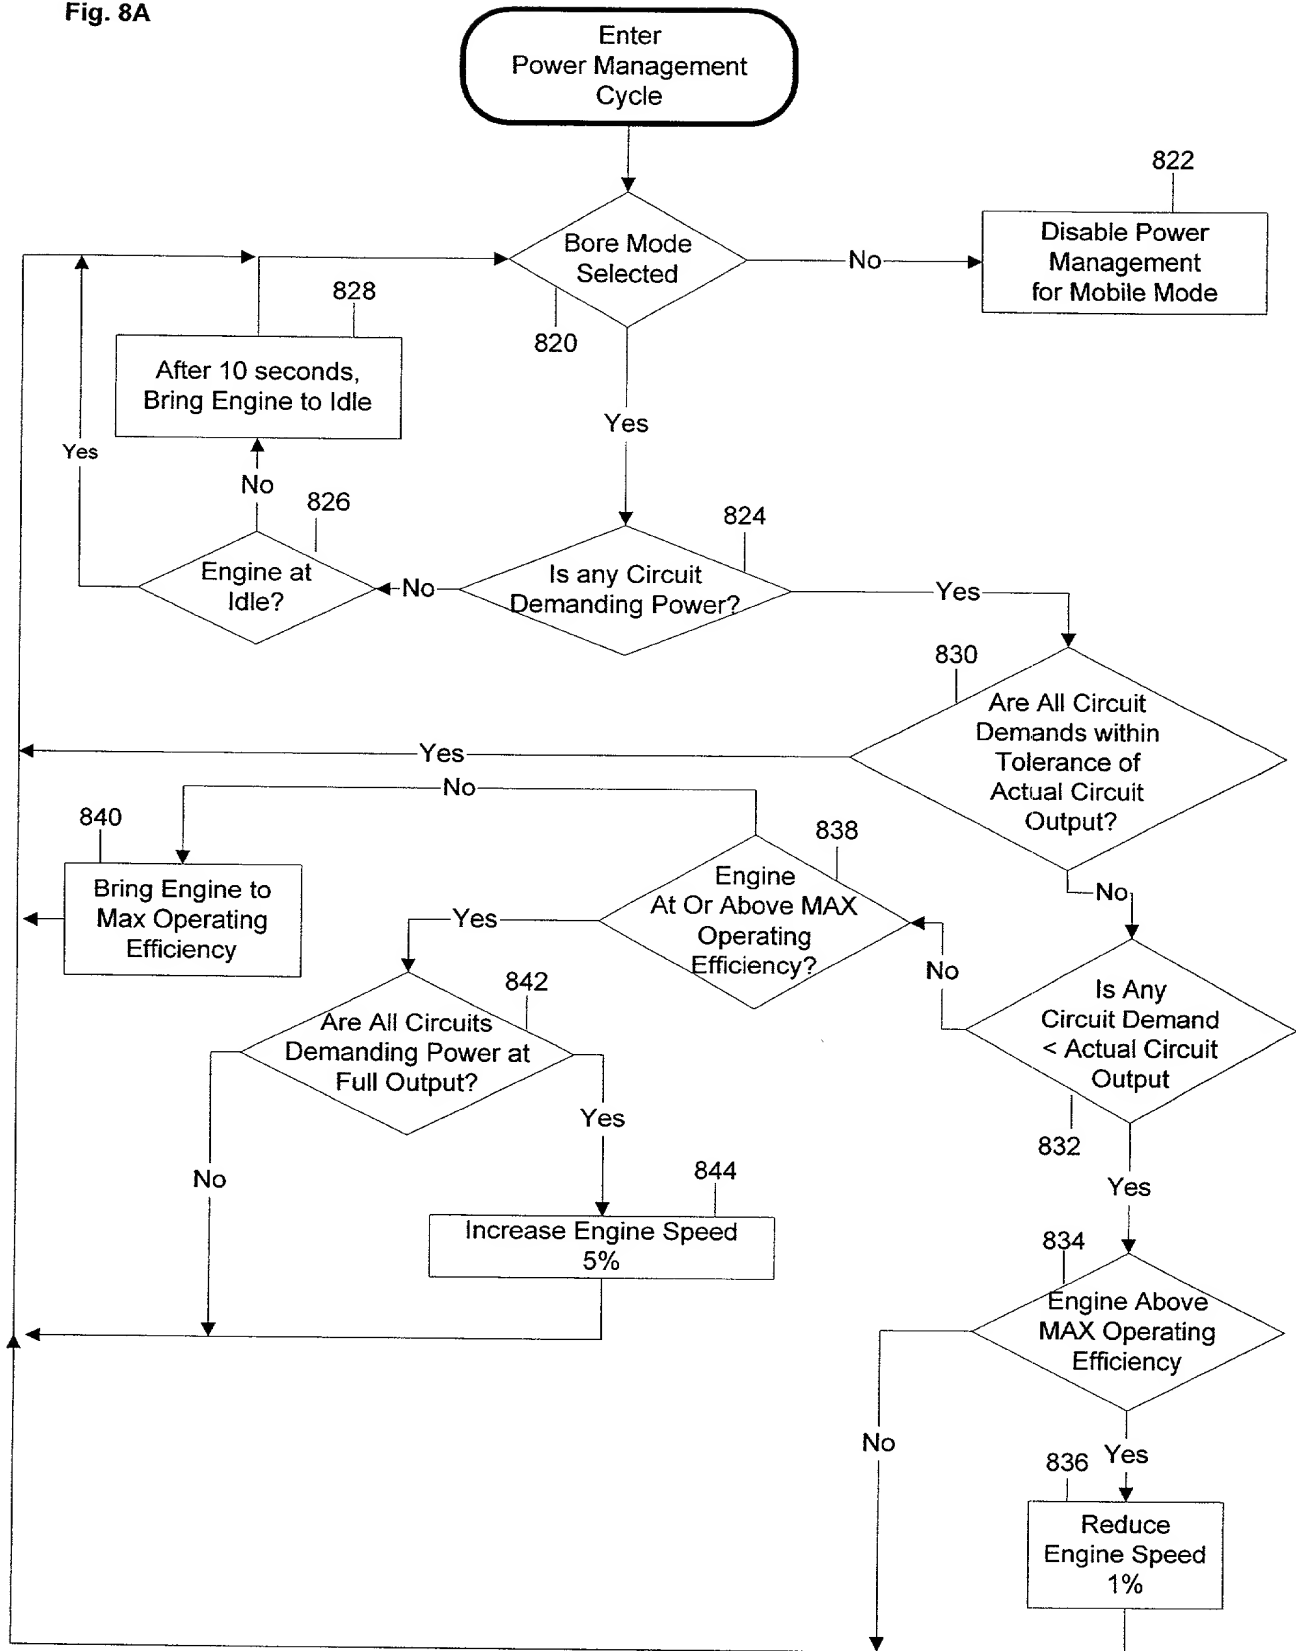 Fig. 8A
Enter
Power Management
Cycle
822
Bore Mode
Selected
No
Disable Power
Management
for Mobile Mode
828
820
After 10 seconds,
Bring Engine to Idle
Yes
Yes
No
826
824
Engine at
Idle?
No
Is any Circuit
Demanding Power?
Yes
830
Are All Circuit
Demands within
Tolerance of
Actual Circuit
Output?
Yes
No
840
838
Bring Engine to
Max Operating
Efficiency
Engine
At Or Above MAX
Operating
Efficiency?
No
Yes
No
842
Is Any
Circuit Demand
< Actual Circuit
Output
Are All Circuits
Demanding Power at
Full Output?
Yes
832
No
844
Yes
Increase Engine Speed
5%
834
Engine Above
MAX Operating
Efficiency
No
Yes
836
Reduce
Engine Speed
1%